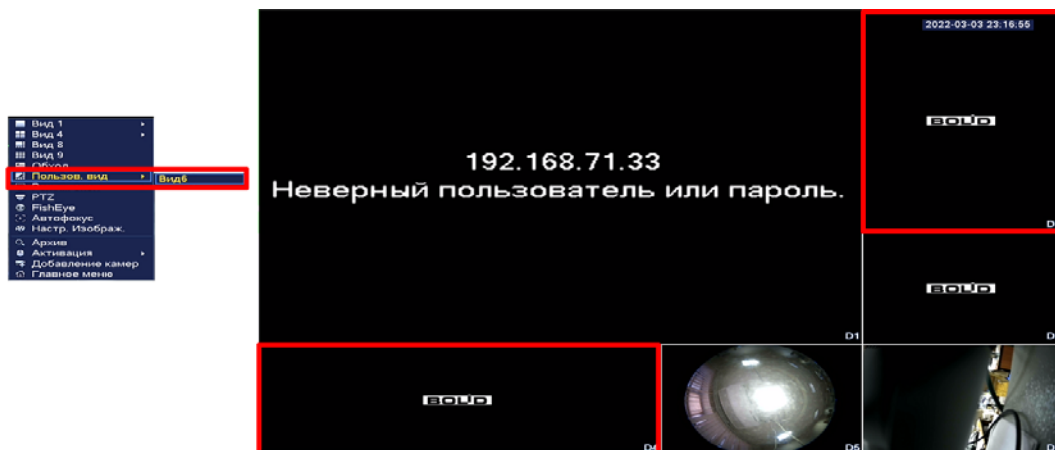 Вид 1
Вид 4
Вид 8
Вид 9
Обход
Пользов. вид
Вид6
PTZ
FishEye
Автофокус
Настр. Изображ.
Архив
Активация
Добавление камер
Главное меню
2022-03-03 23:16:55
BOLID
192.168.71.33
Неверный пользователь или пароль.
BOLID
D1
BOLID
D4
D5